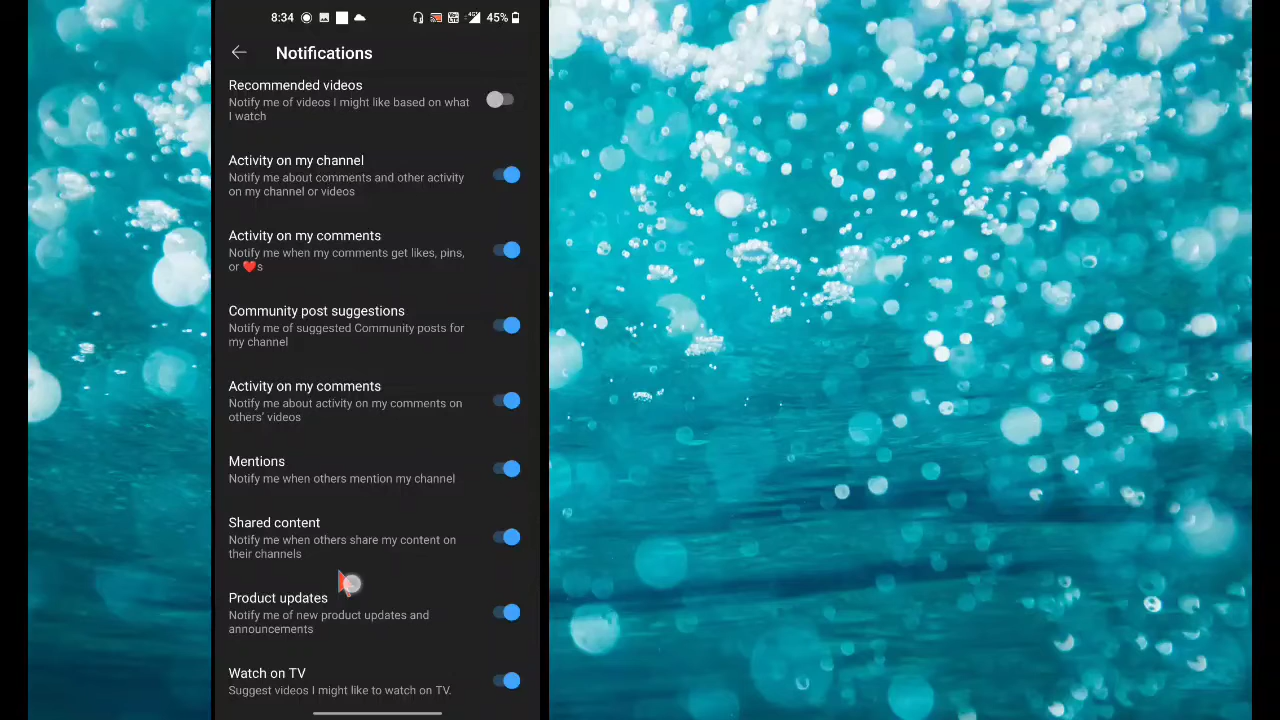 8:34 45%
Notifications
Recommended videos
Notify me of videos I might like based on what
I watch
Activity on my channel
Notify me about comments and other activity
on my channel or videos
Activity on my comments
Notify me when my comments get likes, pins,
or ❤️s
Community post suggestions
Notify me of suggested Community posts for
my channel
Activity on my comments
Notify me about activity on my comments on
others' videos
Mentions
Notify me when others mention my channel
Shared content
Notify me when others share my content on
their channels
Product updates
Notify me of new product updates and
announcements
Watch on TV
Suggest videos I might like to watch on TV.